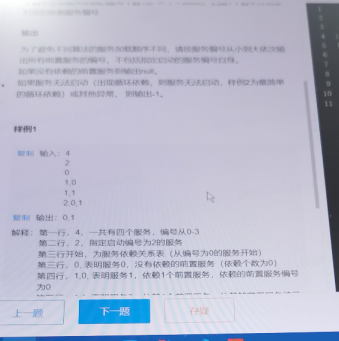 输出
为了避免不同算法的服务加载顺序不同，请按服务编号从小到大依次输
出所有前置服务的编号，不包括指定启动的服务编号自身。
如果没有依赖的前置服务则输出null。
如果服务无法启动（出现循环依赖，则服务无法启动，样例2为最简单
的循环依赖）或其他异常，则输出-1。
样例1
复制 输入：4
2
0
1,0
1,1
2,0,1
复制 输出：0,1
解释：第一行，4，一共有四个服务，编号从0-3
第二行，2，指定启动编号为2的服务
第三行开始，为服务依赖关系表（从编号为0的服务开始）
第三行，0, 表明服务0，没有依赖的前置服务（依赖个数为0）
第四行，1,0, 表明服务1，依赖1个前置服务，依赖的前置服务编号
为0
上一题
下一题
1
2
3
4
5
6
7
8
9
10
11